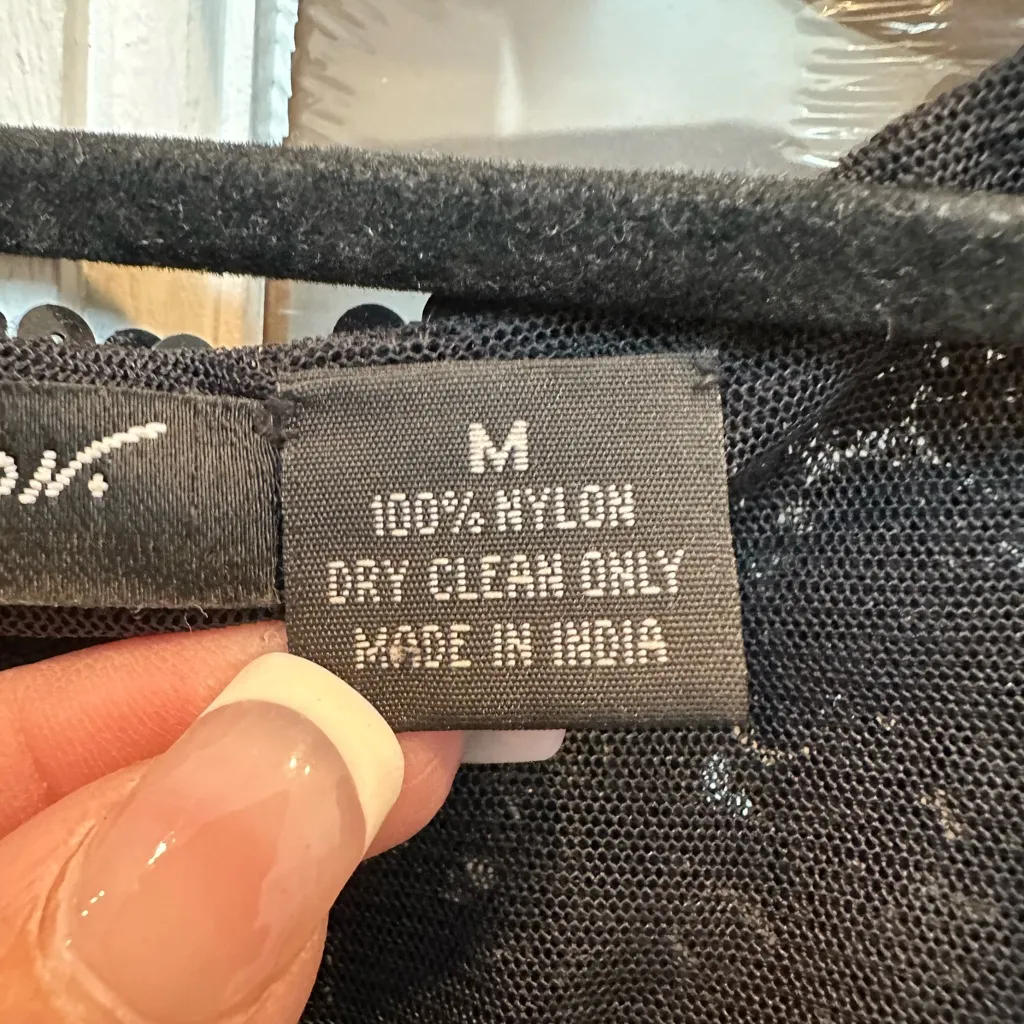 M
100% NYLON
DRY CLEAN ONLY
MADE IN INDIA